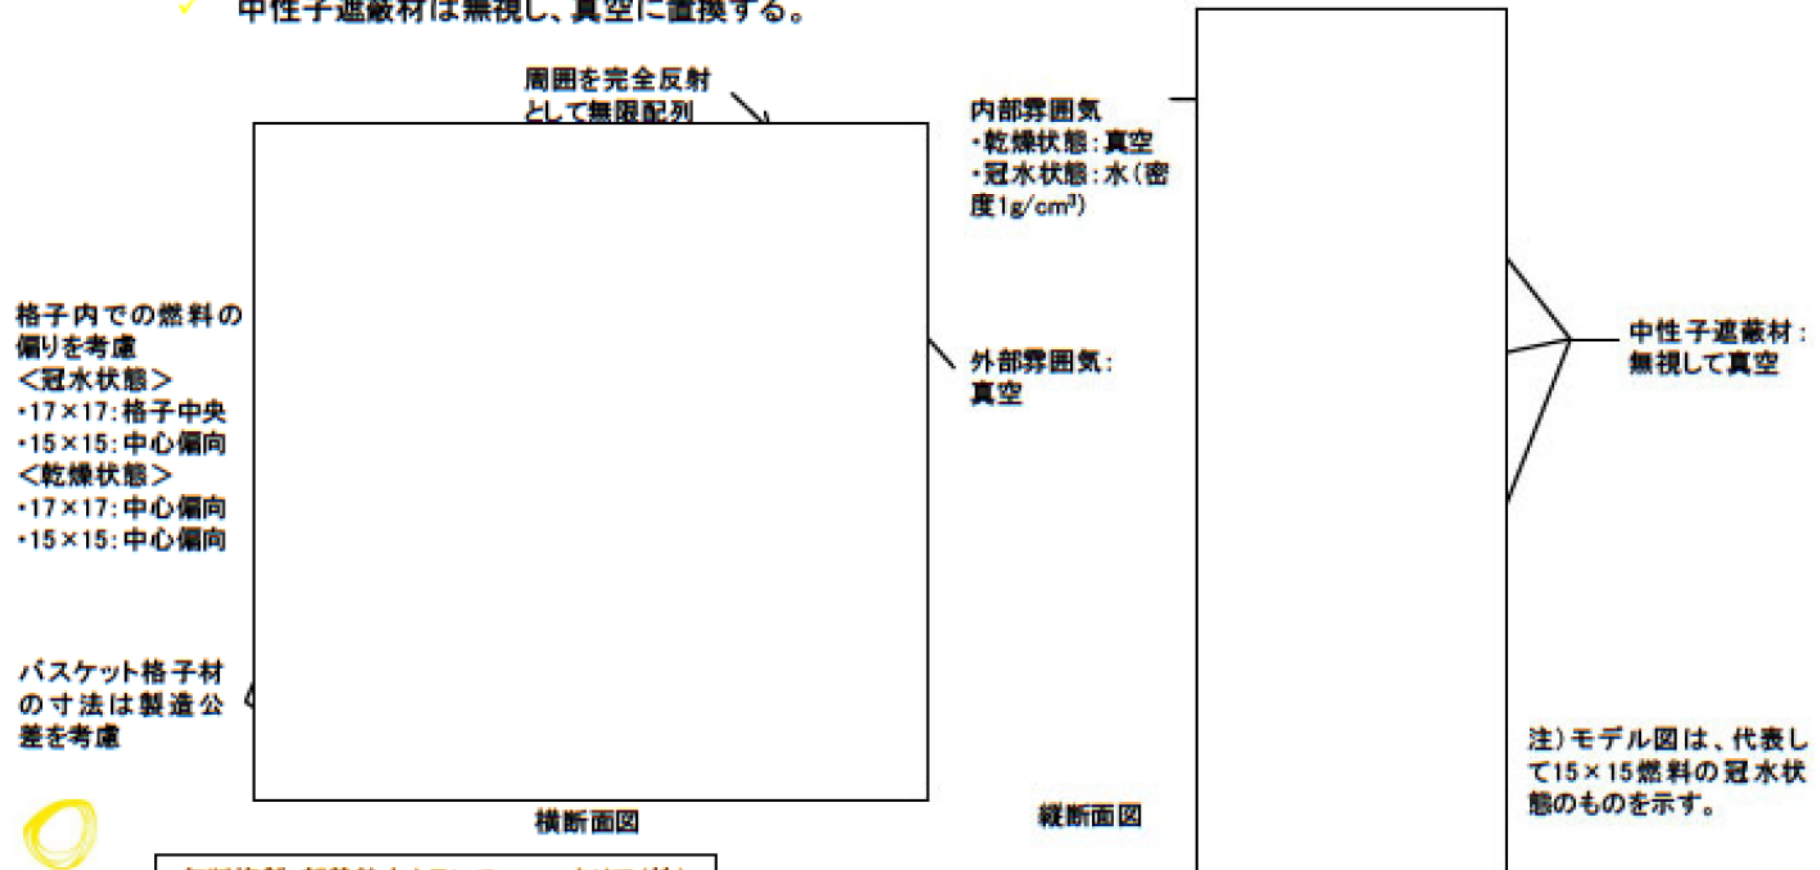 中性子遮蔽材は無視し、真空に置換する。
周囲を完全反射
として無限配列
内部雰囲気
・乾燥状態：真空
・冠水状態：水（密
度1g/cm³）
格子内での燃料の
偏りを考慮
＜冠水状態＞
・17×17：格子中央
・15×15：中心偏向
＜乾燥状態＞
・17×17：中心偏向
・15×15：中心偏向
外部雰囲気：
真空
中性子遮蔽材：
無視して真空
バスケット格子材
の寸法は製造公
差を考慮
注）モデル図は、代表し
て15×15燃料の冠水状
態のものを示す。
横断面図
縦断面図